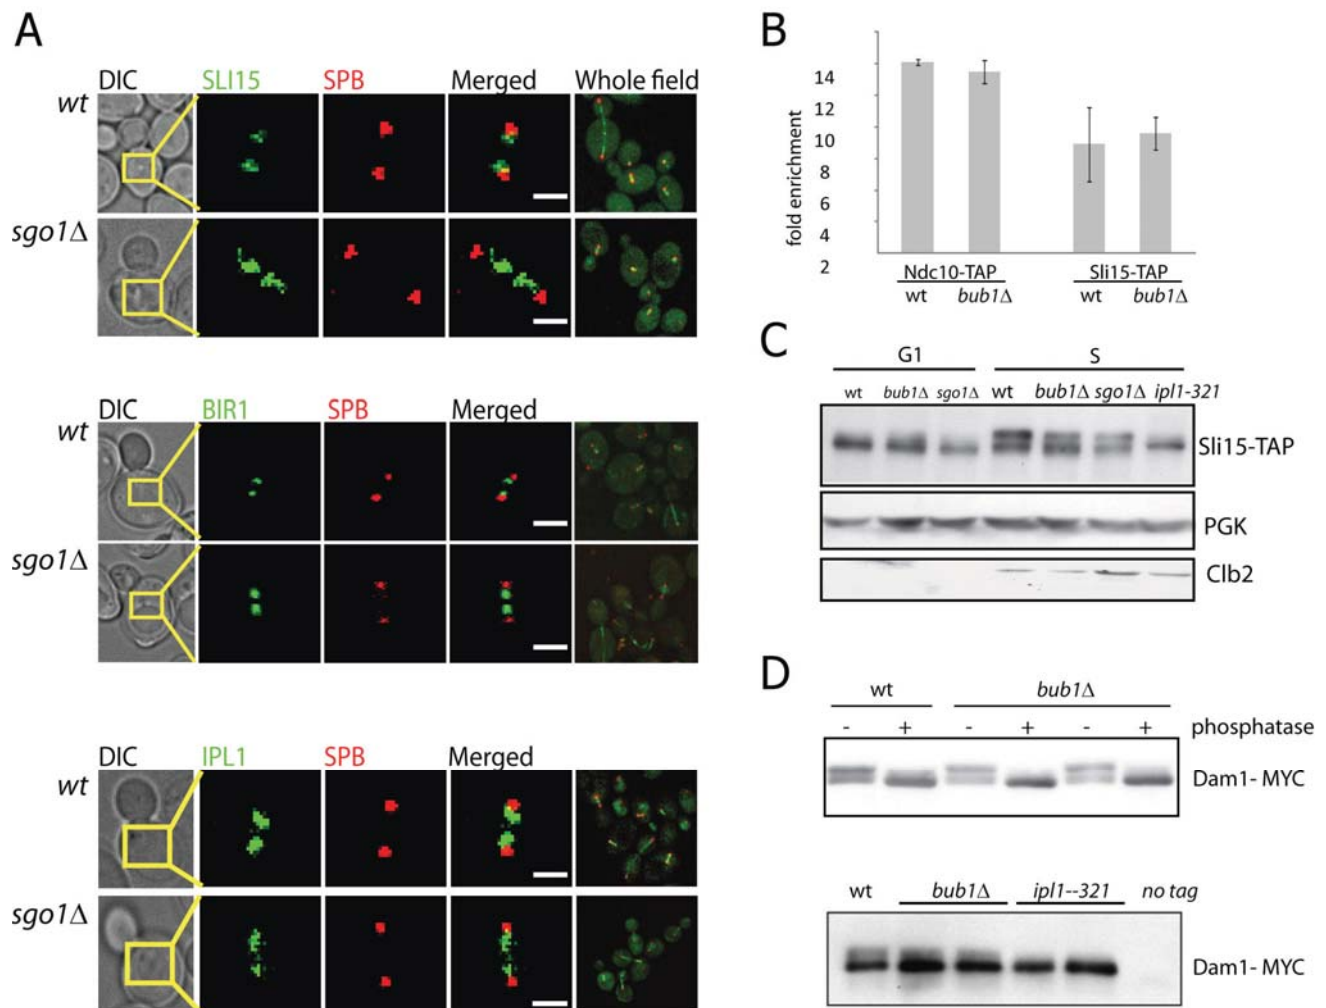 A
DIC SLI15 SPB Merged Whole field
wt
sgo1Δ
DIC BIR1 SPB Merged
wt
sgo1Δ
DIC IPL1 SPB Merged
wt
sgo1Δ
B
fold enrichment
14
12
10
8
6
4
2
Ndc10-TAP Sli15-TAP
wt bub1Δ wt bub1Δ
C
G1 S
wt bub1Δ sgo1Δ wt bub1Δ sgo1Δ ipl1-321
Sli15-TAP
PGK
Clb2
D
wt bub1Δ
- + - + - + phosphatase
Dam1- MYC
wt bub1Δ ipl1--321 no tag
Dam1- MYC